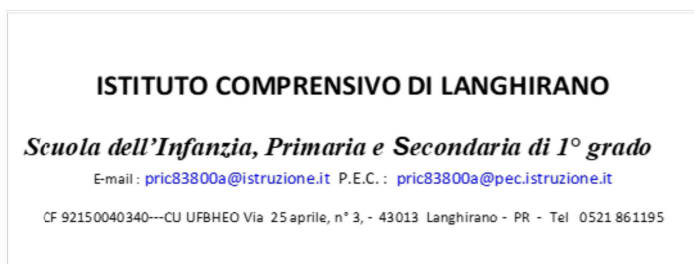 ISTITUTO COMPRENSIVO DI LANGHIRANO
Scuola dell'Infanzia, Primaria e Secondaria di 1° grado
E-mail : pric83800a@istruzione.it P.E.C. : pric83800a@pec.istruzione.it
CF 92150040340---CU UFBHEO Via 25 aprile, n° 3, - 43013 Langhirano - PR - Tel 0521 861195